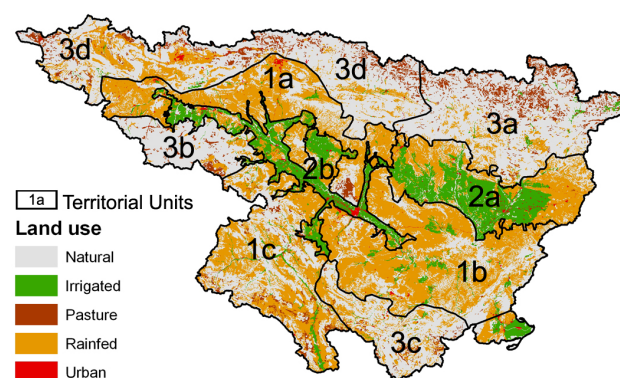 3d
1a
3d
3a
3b
2b
2a
1c
1b
3c
1a Territorial Units
Land use
Natural
Irrigated
Pasture
Rainfed
Urban